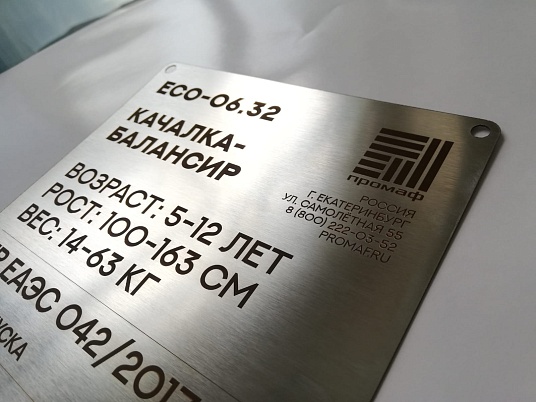 ECO-06.32
КАЧАЛКА-
БАЛАНСИР
ВОЗРАСТ: 5-12 ЛЕТ
РОСТ: 100-163 СМ
ВЕС: 14-63 КГ
ЕАЭС 042/2017
промаф
РОССИЯ
Г. ЕКАТЕРИНБУРГ
УЛ. САМОЛЁТНАЯ 55
8 (800) 222-03-52
PROMAF.RU